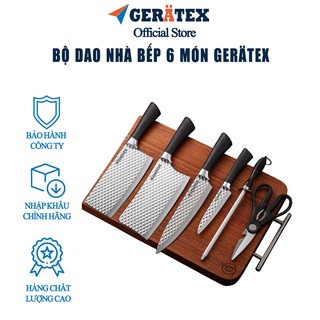 GERÄTEX
Official Store
BỘ DAO NHÀ BẾP 6 MÓN GERÄTEX
BẢO HÀNH
CÔNG TY
NHẬP KHẨU
CHÍNH HÃNG
HÀNG CHẤT
LƯỢNG CAO